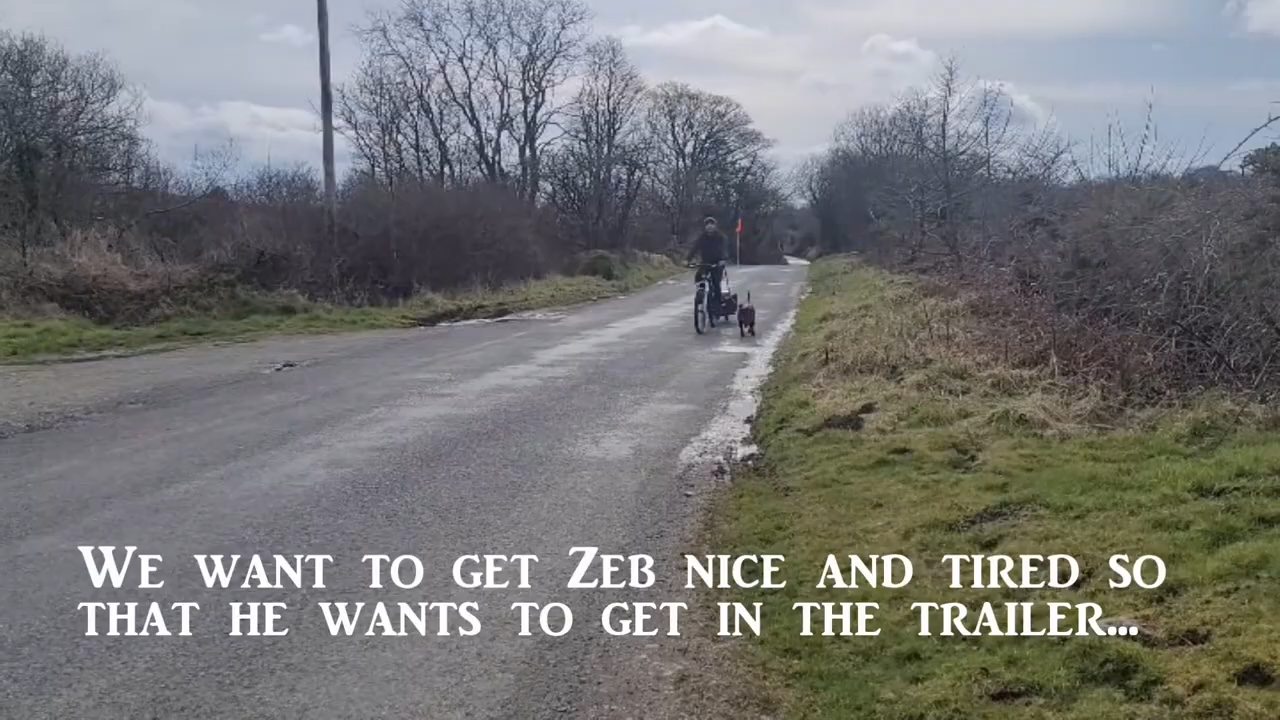 We want to get Zeb nice and tired so
that he wants to get in the trailer...